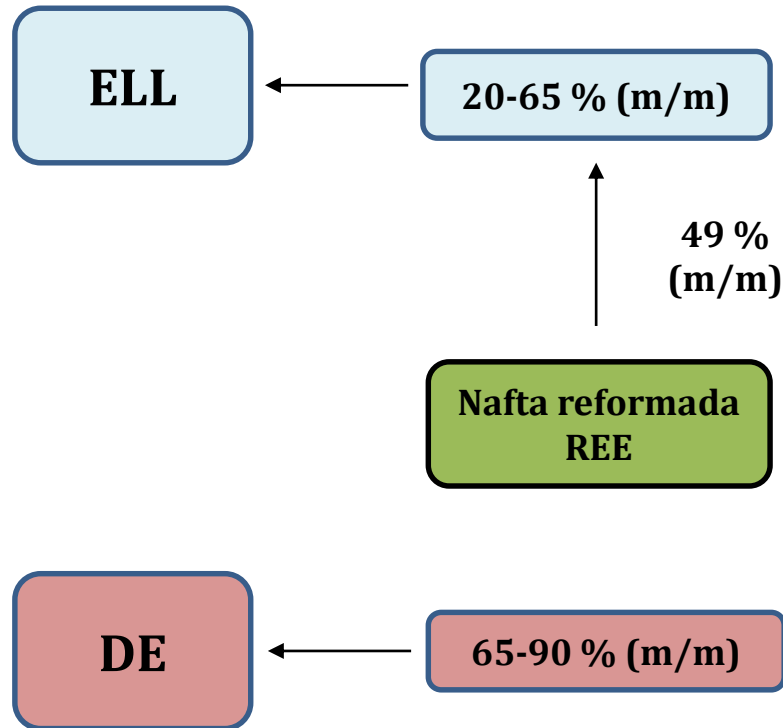 ELL
20-65 % (m/m)
49 %
(m/m)
Nafta reformada
REE
DE
65-90 % (m/m)